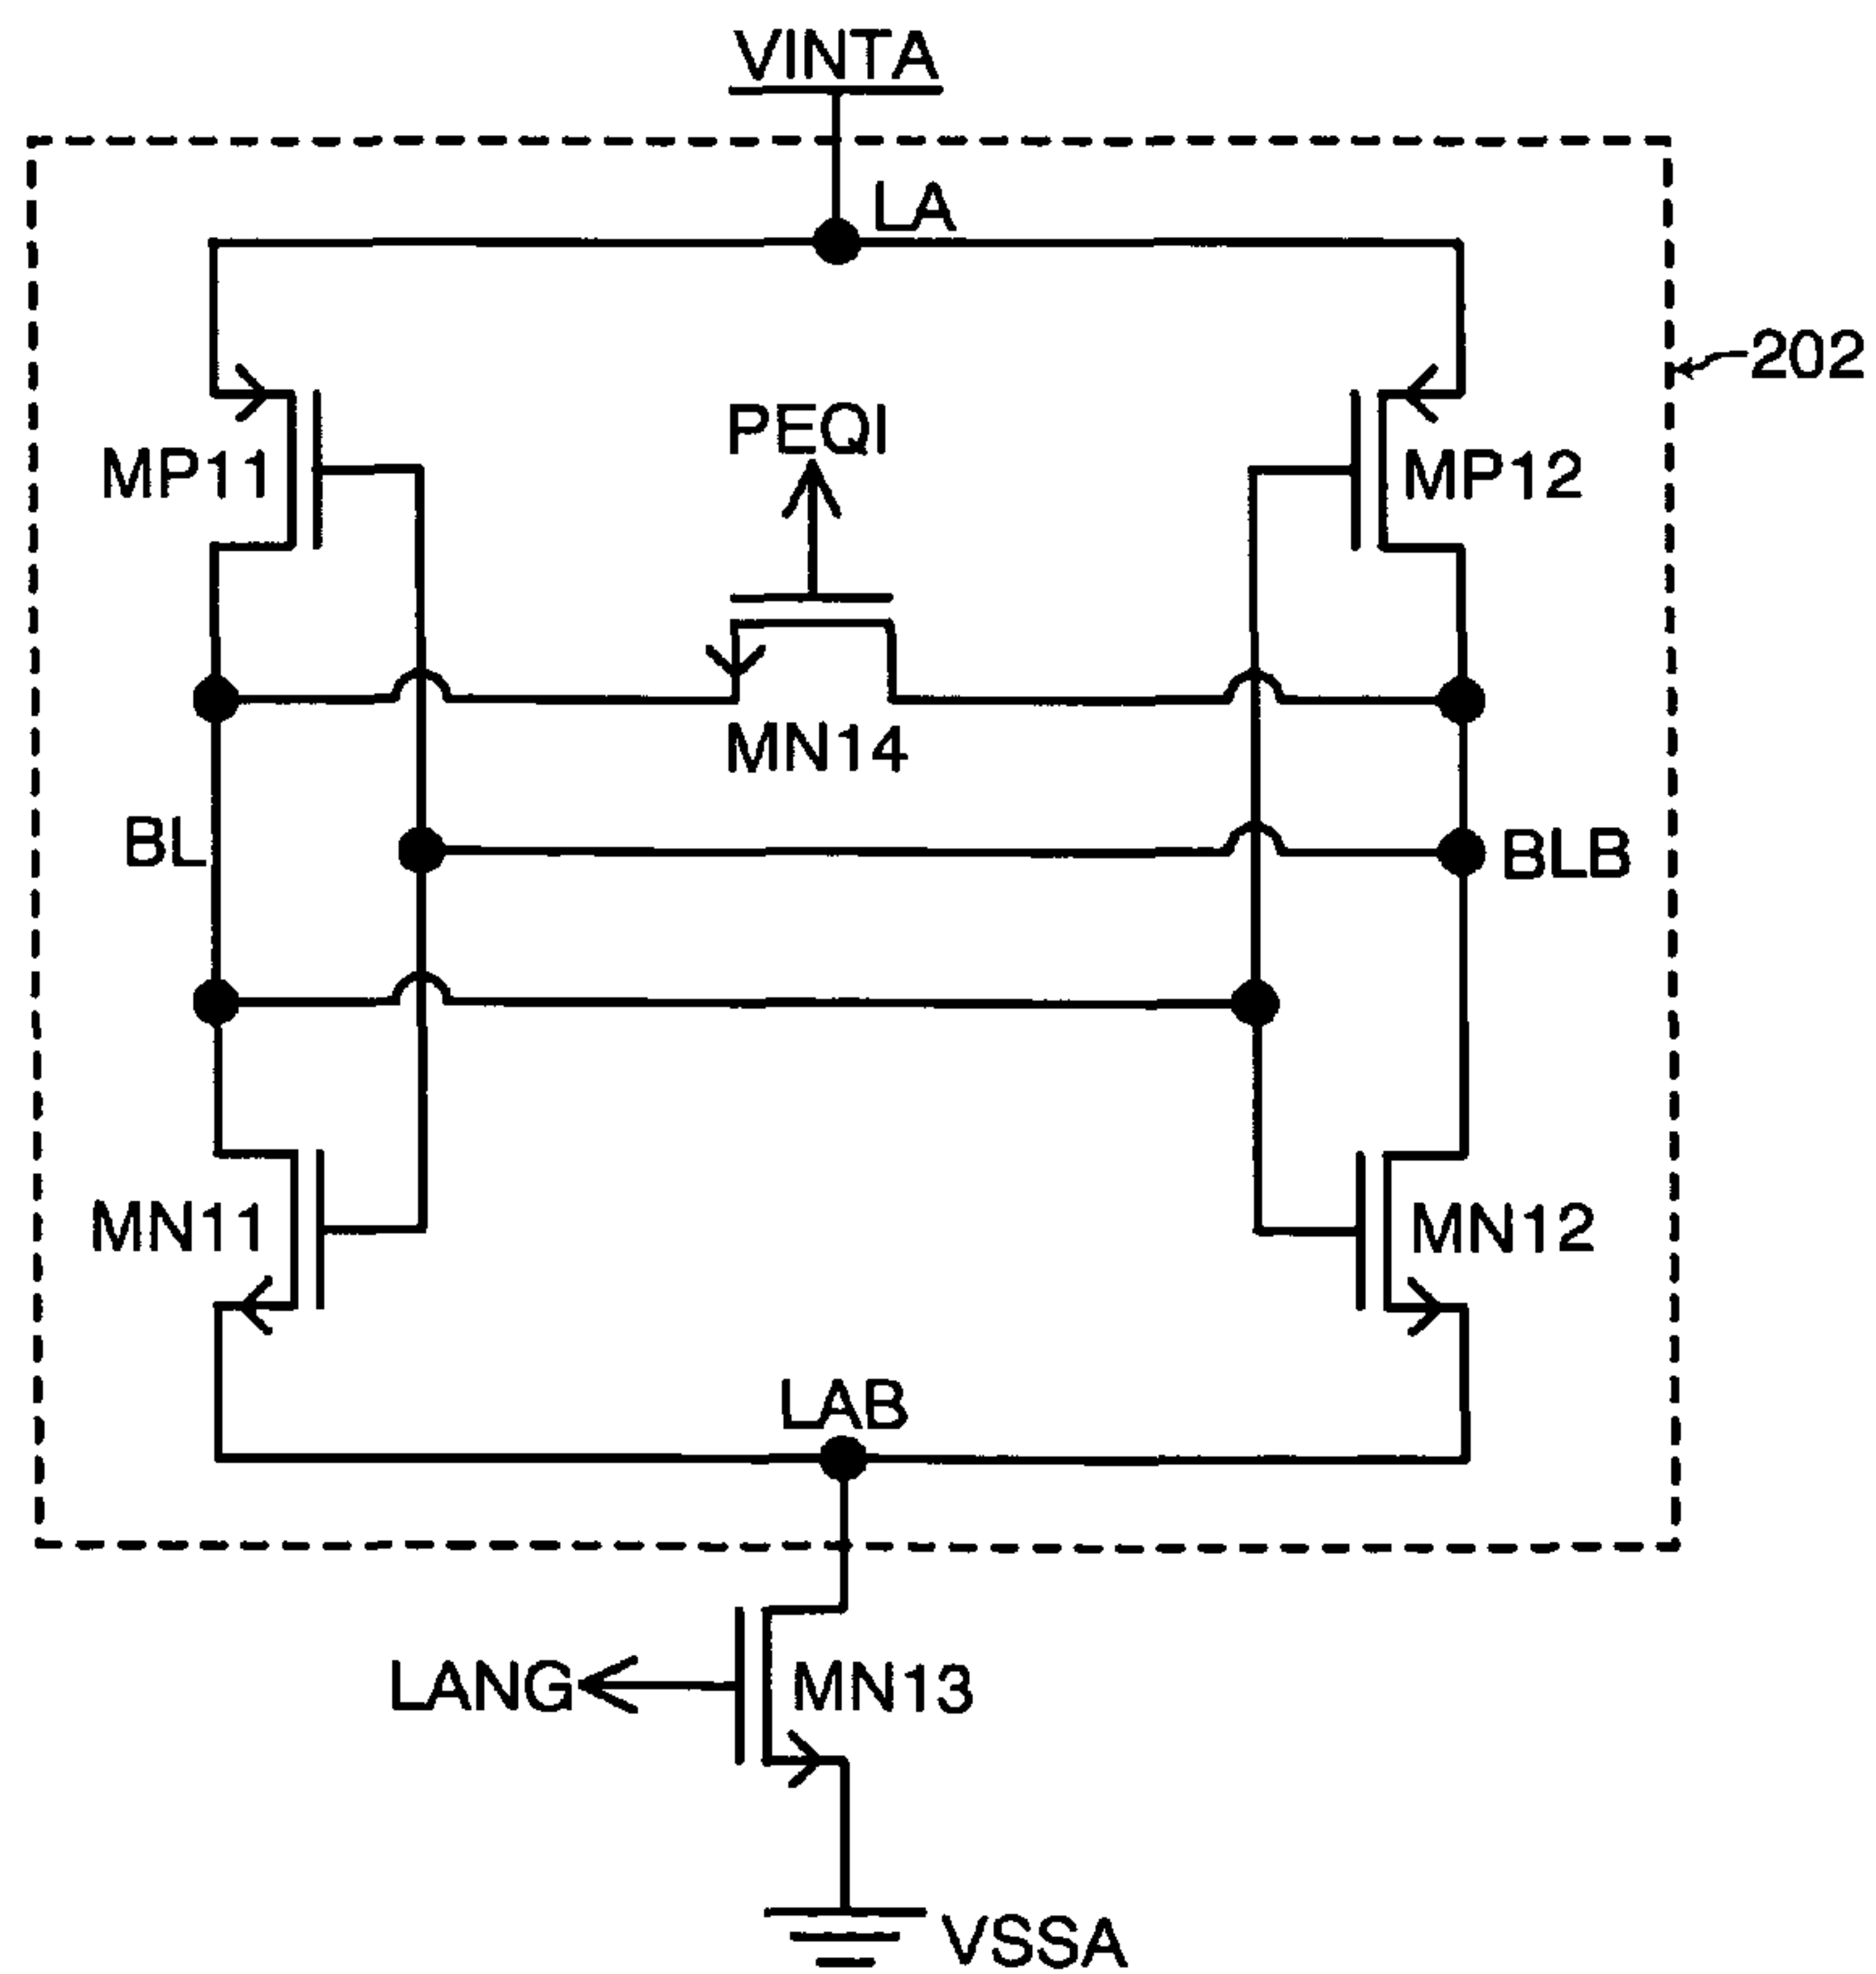 VINTA
LA
202
MP11
PEQI
MP12
MN14
BL
BLB
MN11
MN12
LAB
LANG
MN13
VSSA